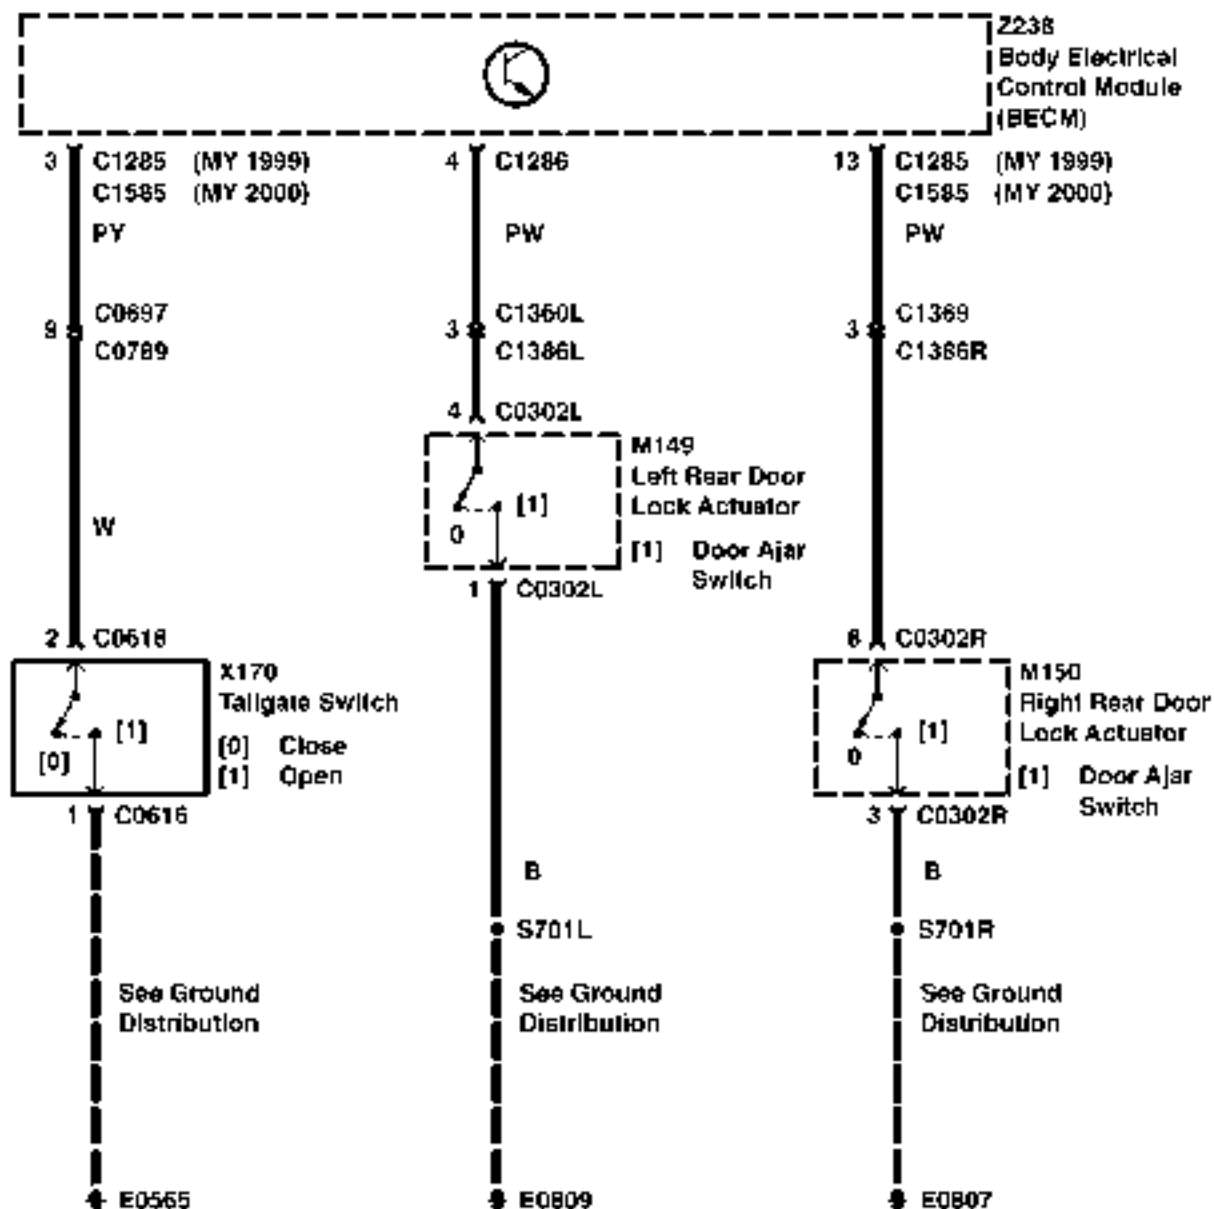 Z238
Body Electrical
Control Module
(BECM)
3 C1285 (MY 1999)
C1585 (MY 2000)
PY
4 C1286
PW
13 C1285 (MY 1999)
C1585 (MY 2000)
PW
9 C0697
C0789
3 C1360L
C1386L
3 C1369
C1386R
4 C0302L
M149
Left Rear Door
Lock Actuator
[1] Door Ajar
Switch
[1]
0
1 C0302L
W
2 C0616
X170
Tailgate Switch
[0] Close
[1] Open
[1]
[0]
1 C0616
6 C0302R
M150
Right Rear Door
Lock Actuator
[1] Door Ajar
Switch
[1]
0
3 C0302R
B
B
S701L
S701R
See Ground
Distribution
See Ground
Distribution
See Ground
Distribution
E0565
E0809
E0807